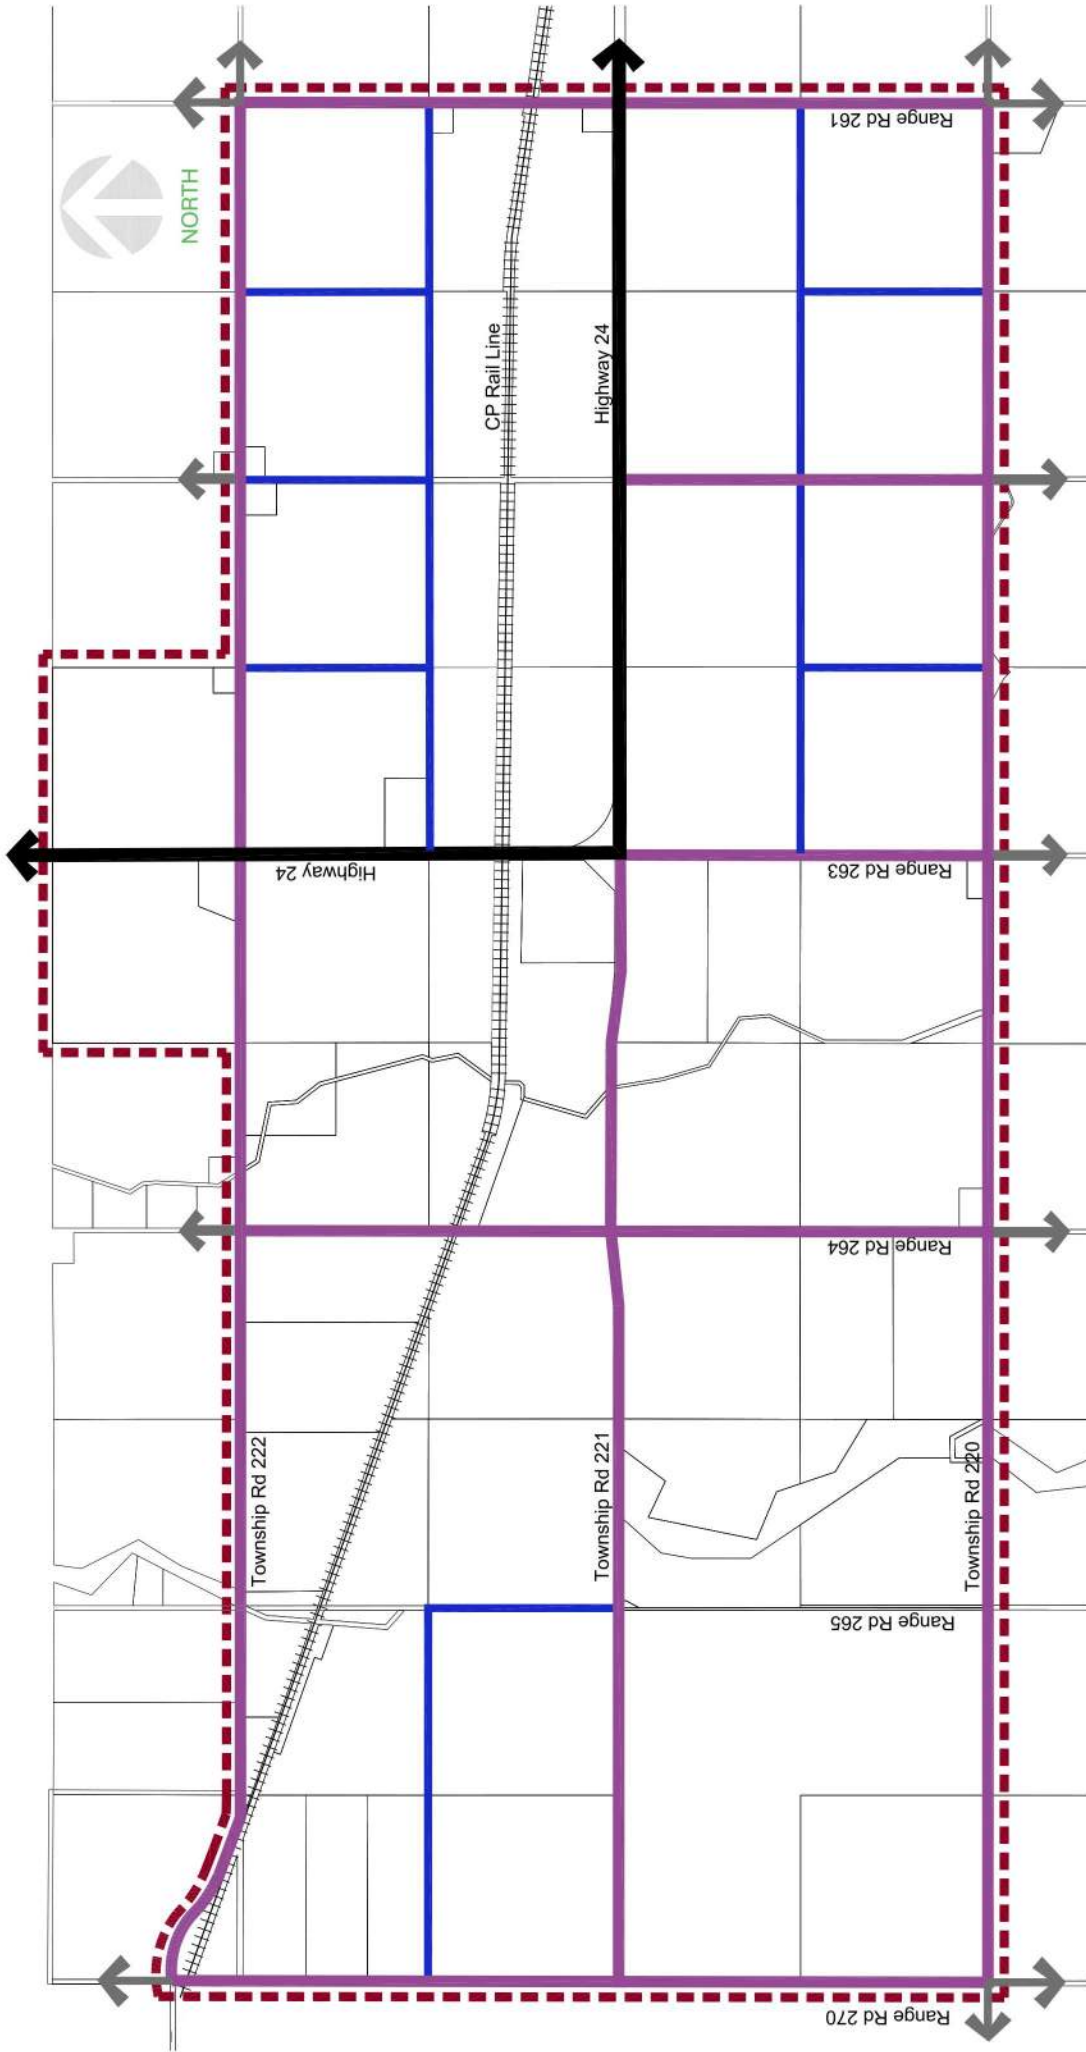 NORTH
Range Rd 261
CP Rail Line
Highway 24
Highway 24
Range Rd 263
Range Rd 264
Township Rd 222
Township Rd 221
Township Rd 220
Range Rd 265
Range Rd 270